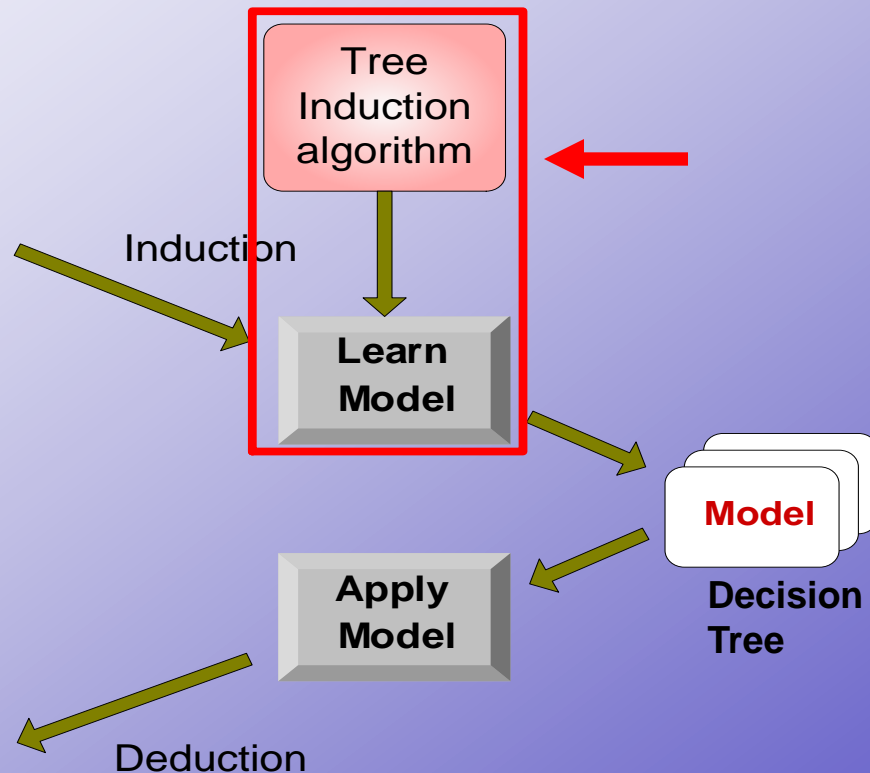 Tree
Induction
algorithm
Induction
Learn
Model
Model
Decision
Tree
Apply
Model
Deduction